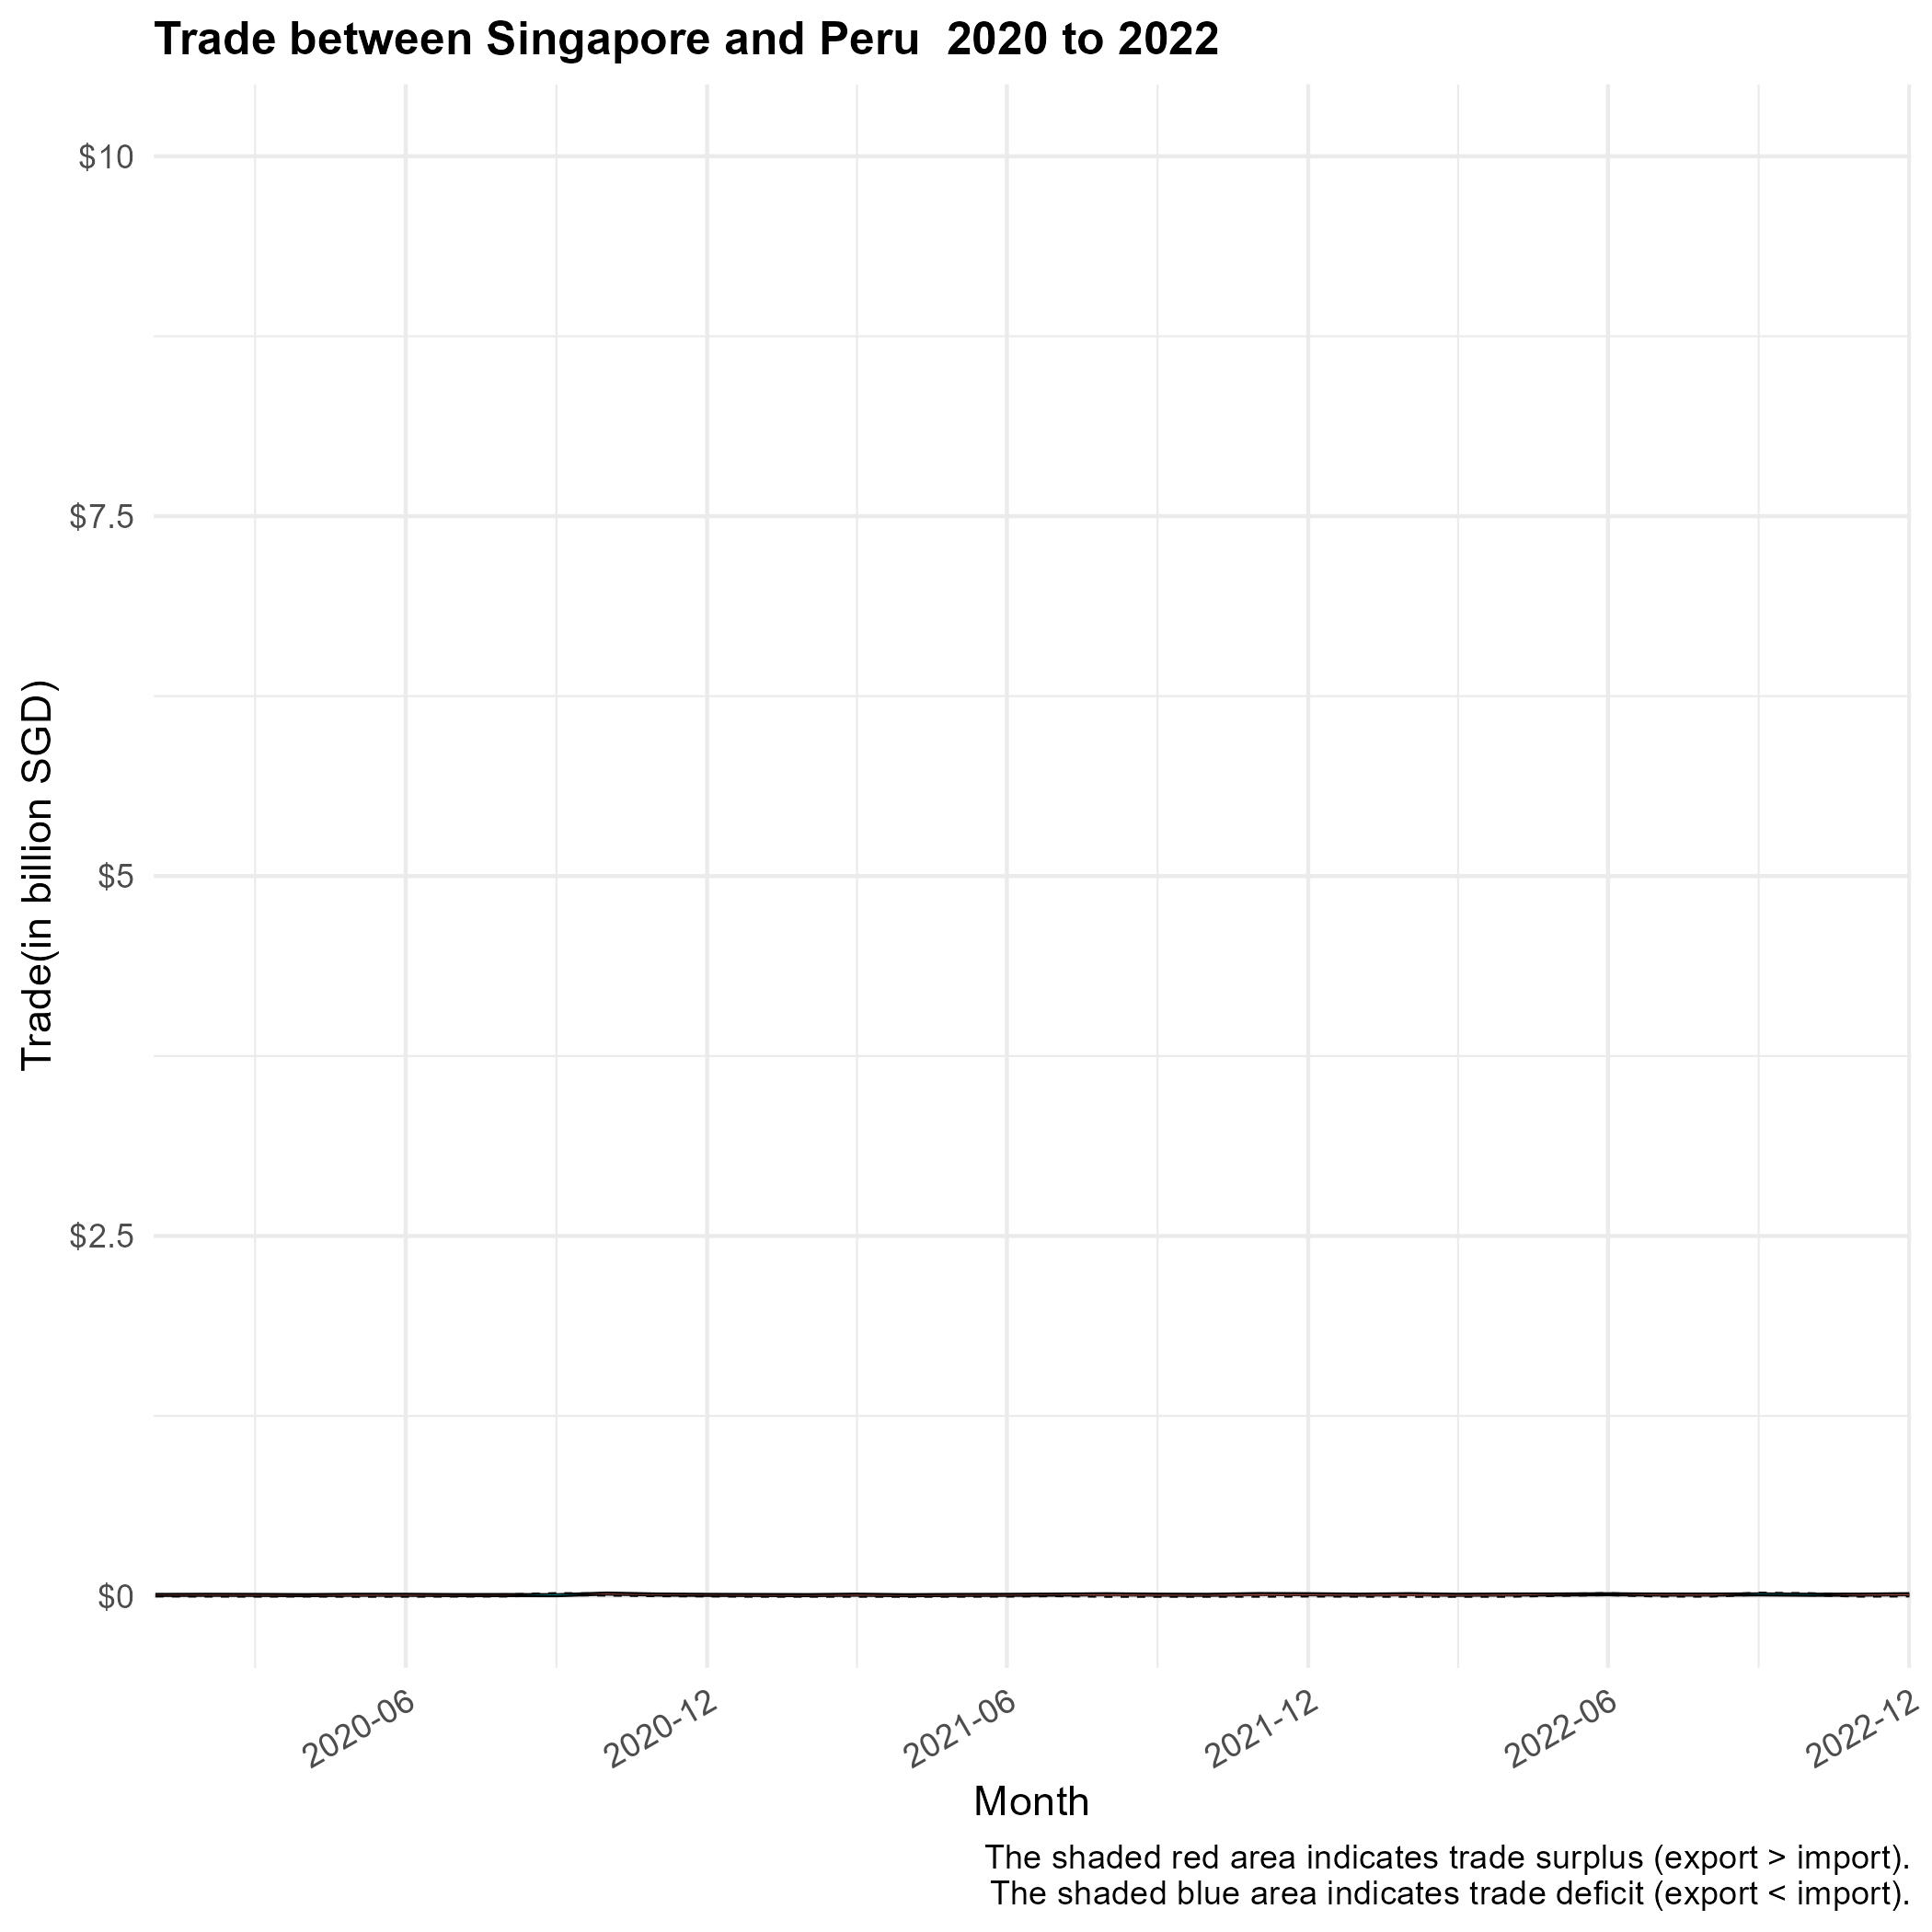 Trade between Singapore and Peru  2020 to 2022
$10
$7.5
$5
$2.5
$0
Trade(in billion SGD)
2020-06
2020-12
2021-06
2021-12
2022-06
2022-12
Month
The shaded red area indicates trade surplus (export > import).
The shaded blue area indicates trade deficit (export < import).